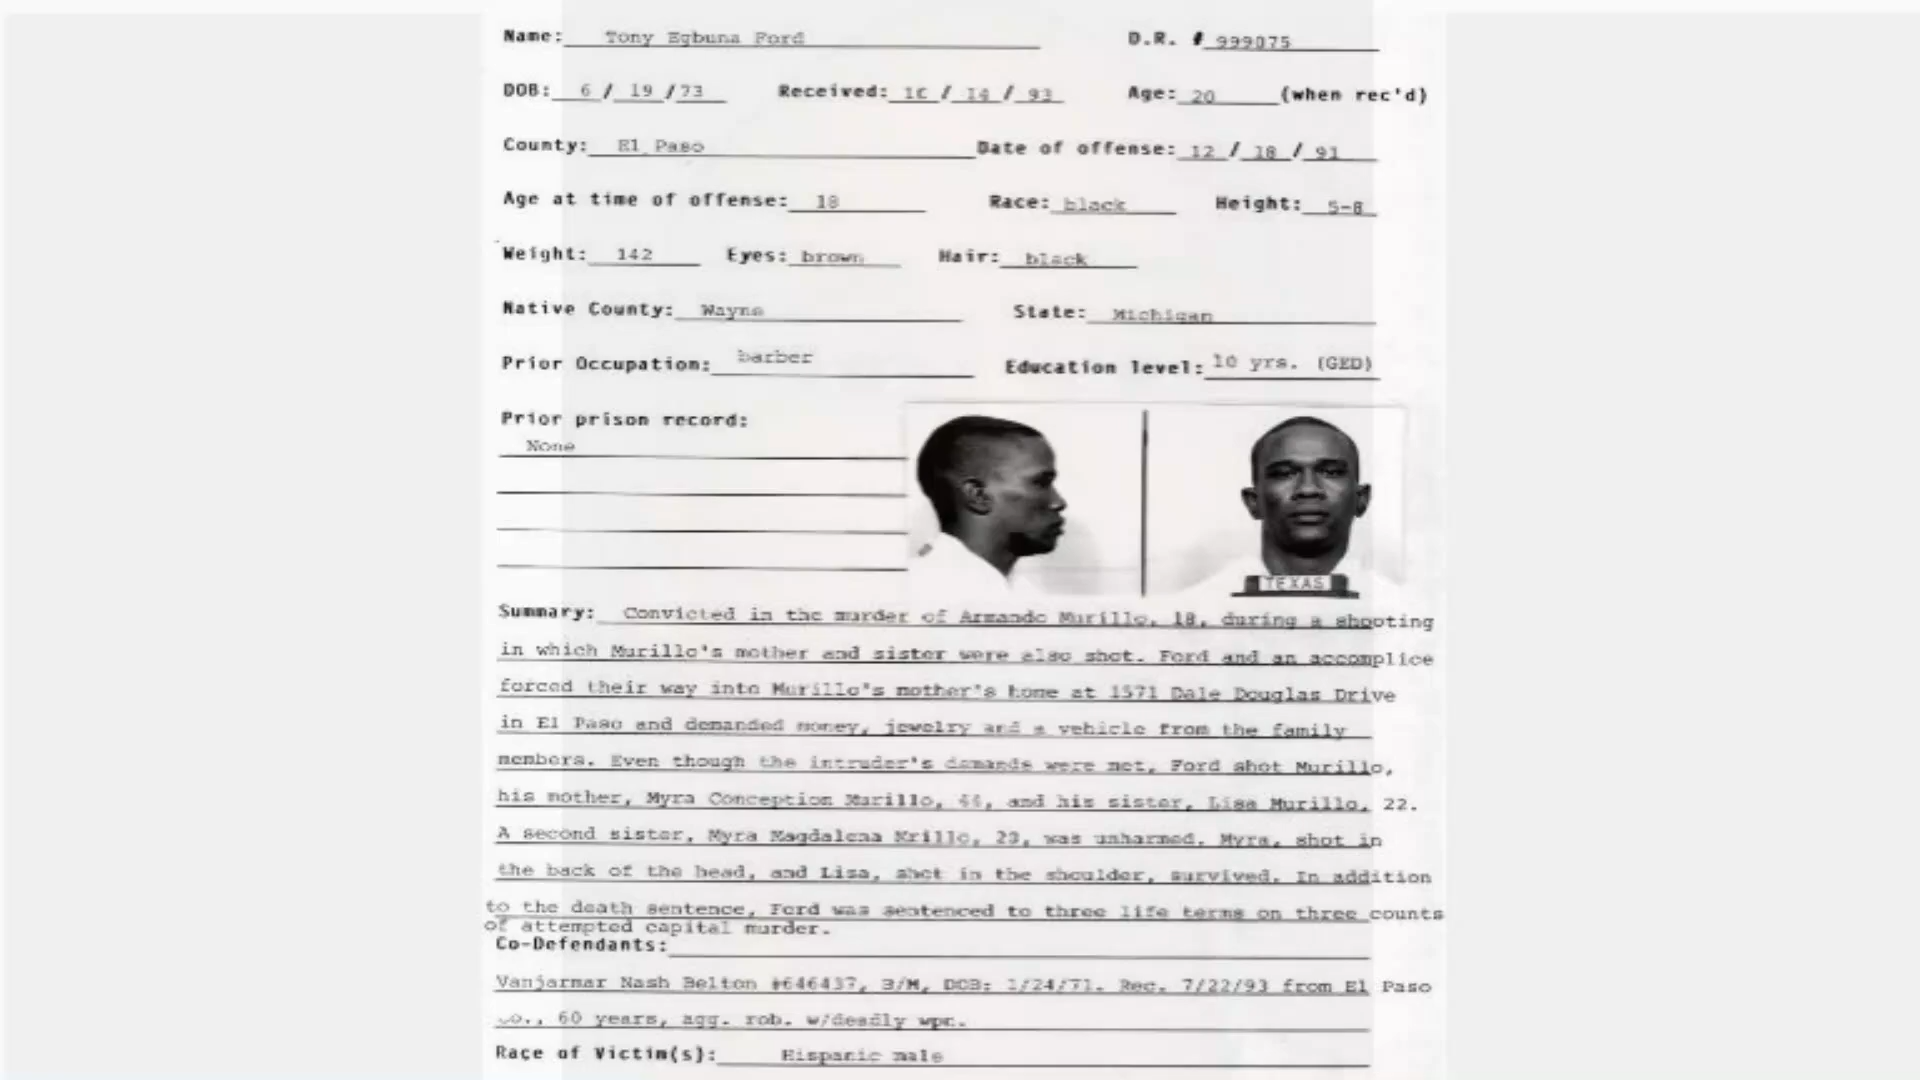 Name: Tony Egbuna Ford D.R. # 999075
DOB: 6 / 19 / 73 Received: 10 / 14 / 93 Age: 20 (when rec'd)
County: El Paso Date of offense: 12 / 18 / 91
Age at time of offense: 18 Race: black Height: 5-8
Weight: 142 Eyes: brown Hair: black
Native County: Wayne State: Michigan
Prior Occupation: barber Education level: 10 yrs. (GED)
Prior prison record:
None
TEXAS
Summary: Convicted in the murder of Armando Murillo, 18, during a shooting
in which Murillo's mother and sister were also shot. Ford and an accomplice
forced their way into Murillo's mother's home at 1571 Dale Douglas Drive
in El Paso and demanded money, jewelry and a vehicle from the family
members. Even though the intruder's demands were met, Ford shot Murillo,
his mother, Myra Conception Murillo, 44, and his sister, Lisa Murillo, 22.
A second sister, Myra Magdalena Mrillo, 23, was unharmed. Myra, shot in
the back of the head, and Lisa, shot in the shoulder, survived. In addition
to the death sentence, Ford was sentenced to three life terms on three counts
of attempted capital murder.
Co-Defendants:
Vanjarmar Nash Belton #646437, B/M, DOB: 1/24/71. Rec. 7/22/93 from El Paso
60 years, agg. rob. w/deadly wpn.
Race of Victim(s): Hispanic male